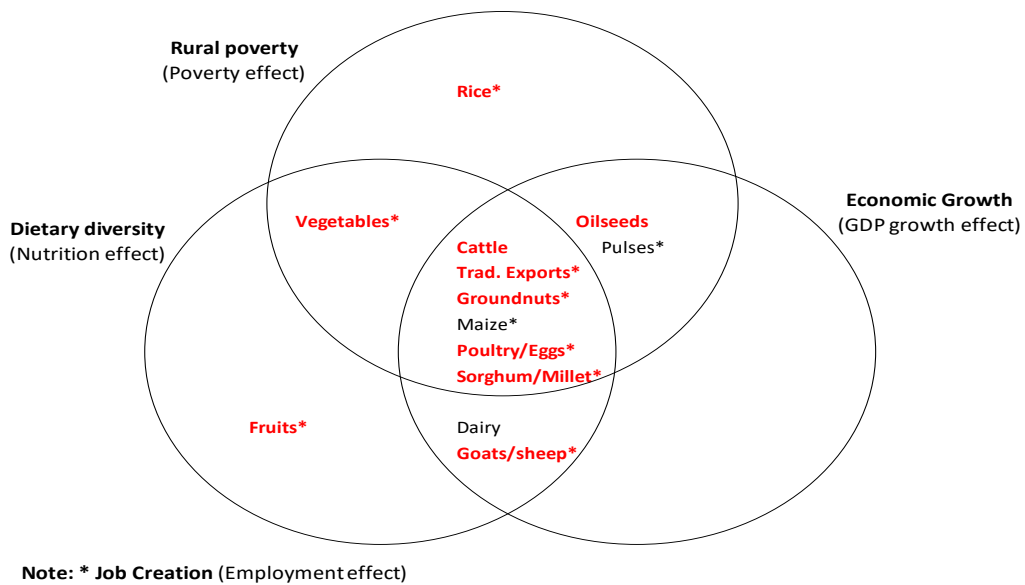 Rural poverty
(Poverty effect)
Rice*
Dietary diversity
(Nutrition effect)
Vegetables*
Oilseeds
Pulses*
Economic Growth
(GDP growth effect)
Cattle
Trad. Exports*
Groundnuts*
Maize*
Poultry/Eggs*
Sorghum/Millet*
Fruits*
Dairy
Goats/sheep*
Note: * Job Creation (Employment effect)